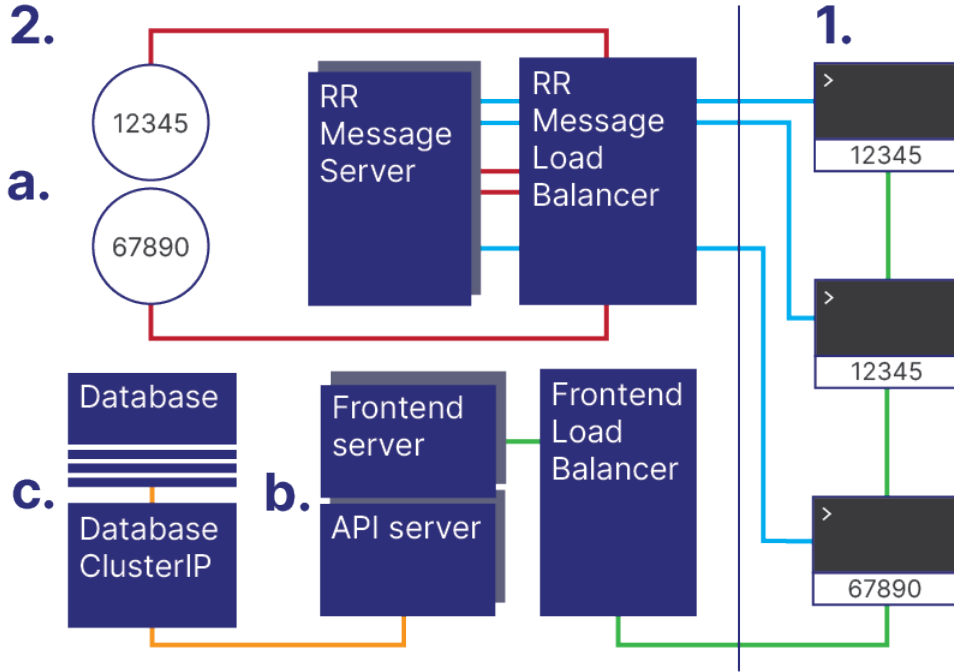 2.
1.
12345
67890
a.
RR
Message
Server
RR
Message
Load
Balancer
>
12345
>
12345
>
67890
Database
c.
Database
ClusterIP
b.
Frontend
server
API server
Frontend
Load
Balancer